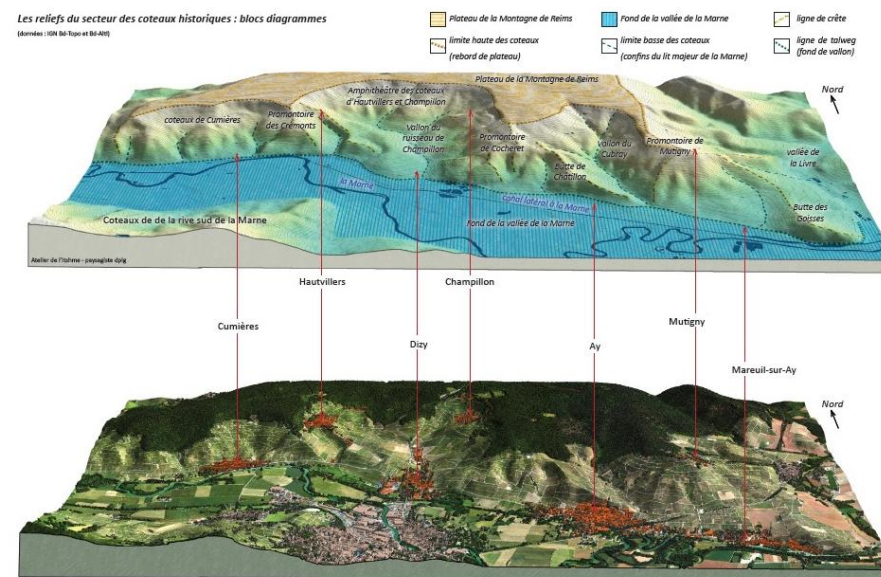 Les reliefs du secteur des coteaux historiques : blocs diagrammes
(données : IGN Bd-Topo et Bd-Alti)
Plateau de la Montagne de Reims
Fond de la vallée de la Marne
ligne de crête
limite haute des coteaux
(rebord de plateau)
limite basse des coteaux
(confins du lit majeur de la Marne)
ligne de talweg
(fond de vallon)
Plateau de la Montagne de Reims
Nord
Amphithéâtre des coteaux
d'Hautvillers et Champillon
coteaux de Cumières
Promontoire
des Crémonts
Vallon du
ruisseau de
Champillon
Promontoire
de Cocheret
Vallon du
Cubray
Promontoire de
Mutigny
vallée
de la Livre
Butte de
Châtillon
la Marne
canal latéral à la Marne
Butte des
Goisses
Coteaux de de la rive sud de la Marne
Fond de la vallée de la Marne
Atelier de l'Isthme - paysagiste dplg
Hautvillers
Champillon
Cumières
Mutigny
Dizy
Ay
Mareuil-sur-Ay
Nord